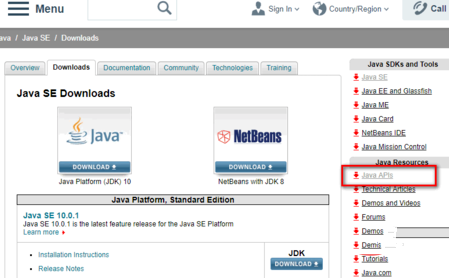 Menu
Sign In
Country/Region
Call
ava / Java SE / Downloads
Overview
Downloads
Documentation
Community
Technologies
Training
Java SE Downloads
Java
DOWNLOAD
Java Platform (JDK) 10
NetBeans
DOWNLOAD
NetBeans with JDK 8
Java Platform, Standard Edition
Java SE 10.0.1
Java SE 10.0.1 is the latest feature release for the Java SE Platform
Learn more
Installation Instructions
Release Notes
JDK
DOWNLOAD
Java SDKs and Tools
Java SE
Java EE and Glassfish
Java ME
Java Card
NetBeans IDE
Java Mission Control
Java Resources
Java APIs
Technical Articles
Demos and Videos
Forums
Demos
Demis
Tutorials
Java.com